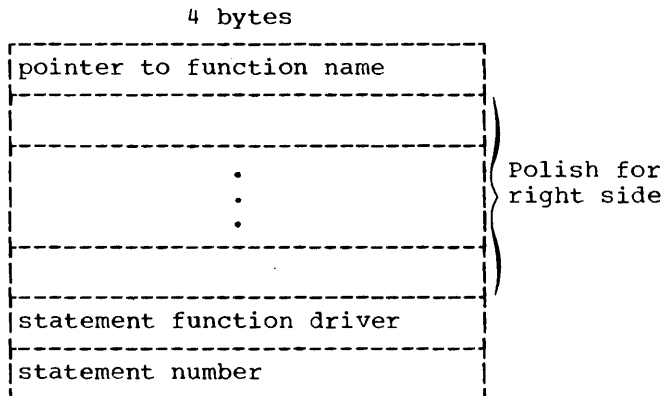 4 bytes
pointer to function name
Polish for
right side
statement function driver
statement number